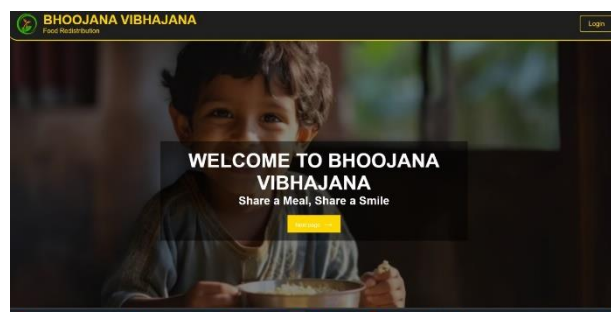 BHOOJANA VIBHAJANA
Food Redistribution
Login
WELCOME TO BHOOJANA
VIBHAJANA
Share a Meal, Share a Smile